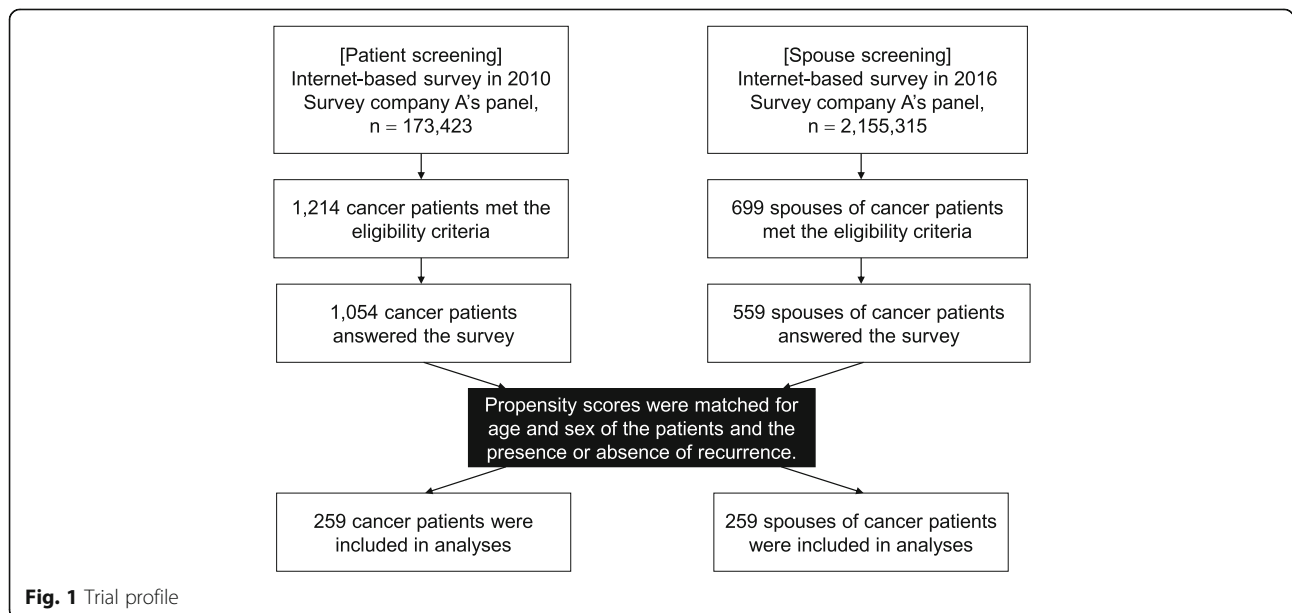 [Patient screening]
Internet-based survey in 2010
Survey company A’s panel,
n = 173,423
[Spouse screening]
Internet-based survey in 2016
Survey company A’s panel,
n = 2,155,315
1,214 cancer patients met the
eligibility criteria
699 spouses of cancer patients
met the eligibility criteria
1,054 cancer patients
answered the survey
559 spouses of cancer patients
answered the survey
Propensity scores were matched for
age and sex of the patients and the
presence or absence of recurrence.
259 cancer patients were
included in analyses
259 spouses of cancer patients
were included in analyses
Fig. 1 Trial profile